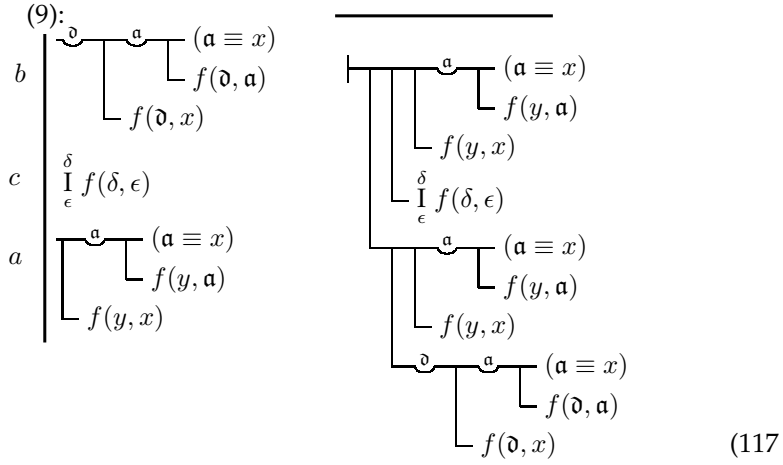 (9):
b
𝔡 𝔞 (𝔞 ≡ x)
f(𝔡, 𝔞)
f(𝔡, x)
c
δ
I f(δ, ϵ)
ϵ
a
𝔞 (𝔞 ≡ x)
f(y, 𝔞)
f(y, x)
𝔞 (𝔞 ≡ x)
f(y, 𝔞)
f(y, x)
δ
I f(δ, ϵ)
ϵ
𝔞 (𝔞 ≡ x)
f(y, 𝔞)
f(y, x)
𝔡 𝔞 (𝔞 ≡ x)
f(𝔡, 𝔞)
f(𝔡, x) (117